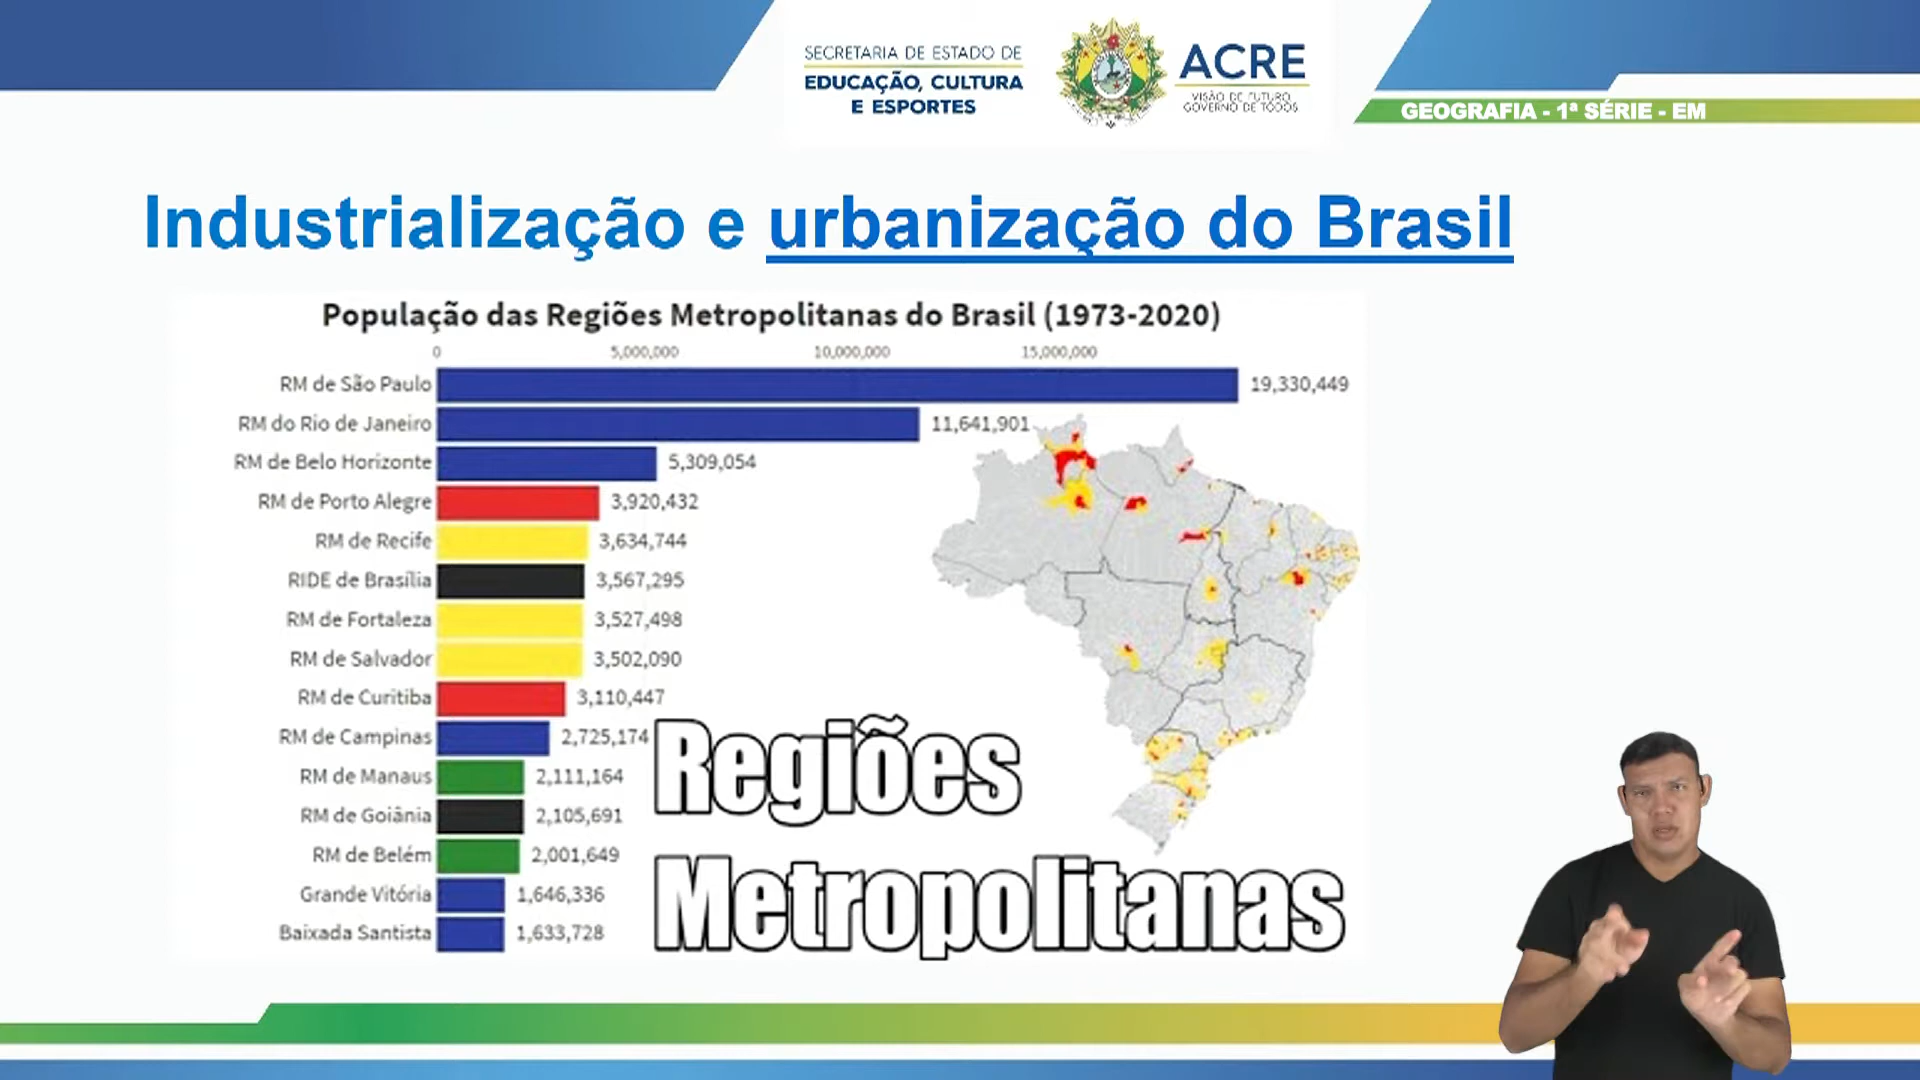 SECRETARIA DE ESTADO DE
EDUCAÇÃO, CULTURA
E ESPORTES
ACRE
VISÃO DE FUTURO
GOVERNO DE TODOS
GEOGRAFIA - 1ª SÉRIE - EM
Industrialização e urbanização do Brasil
População das Regiões Metropolitanas do Brasil (1973-2020)
0 5,000,000 10,000,000 15,000,000
RM de São Paulo 19,330,449
RM do Rio de Janeiro 11,641,901
RM de Belo Horizonte 5,309,054
RM de Porto Alegre 3,920,432
RM de Recife 3,634,744
RIDE de Brasília 3,567,295
RM de Fortaleza 3,527,498
RM de Salvador 3,502,090
RM de Curitiba 3,110,447
RM de Campinas 2,725,174
RM de Manaus 2,111,164
RM de Goiânia 2,105,691
RM de Belém 2,001,649
Grande Vitória 1,646,336
Baixada Santista 1,633,728
Regiões
Metropolitanas